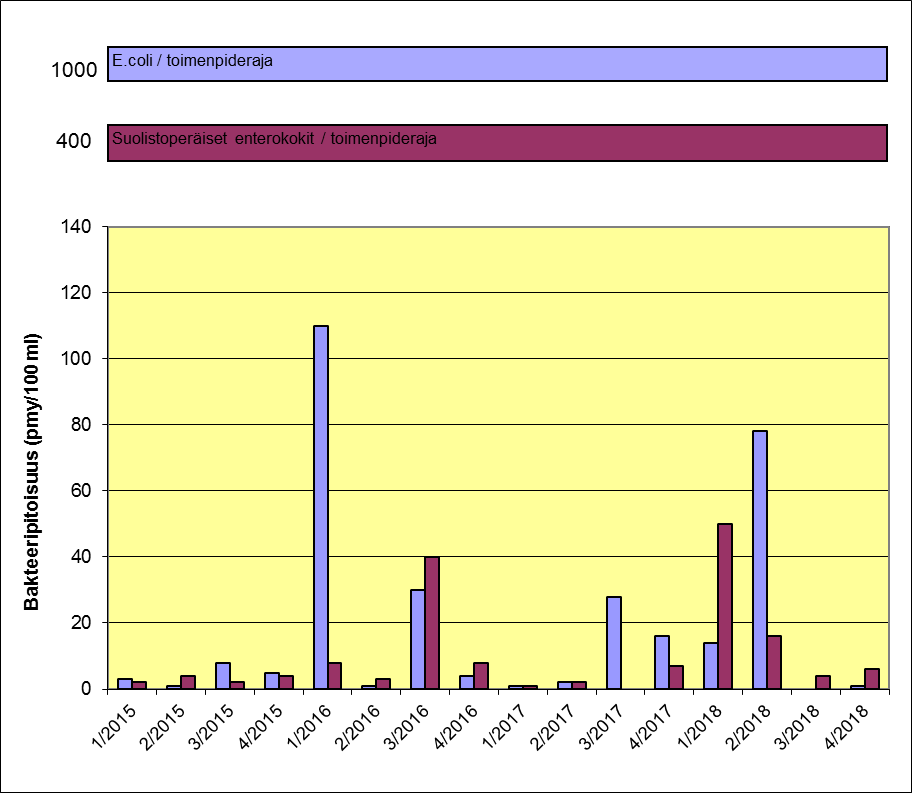 1000 E.coli / toimenpideraja
400 Suolistoperäiset enterokokit / toimenpideraja
140
120
100
80
60
40
20
0
Bakteeripitoisuus (pmy/100 ml)
1/2015 2/2015 3/2015 4/2015 1/2016 2/2016 3/2016 4/2016 1/2017 2/2017 3/2017 4/2017 1/2018 2/2018 3/2018 4/2018